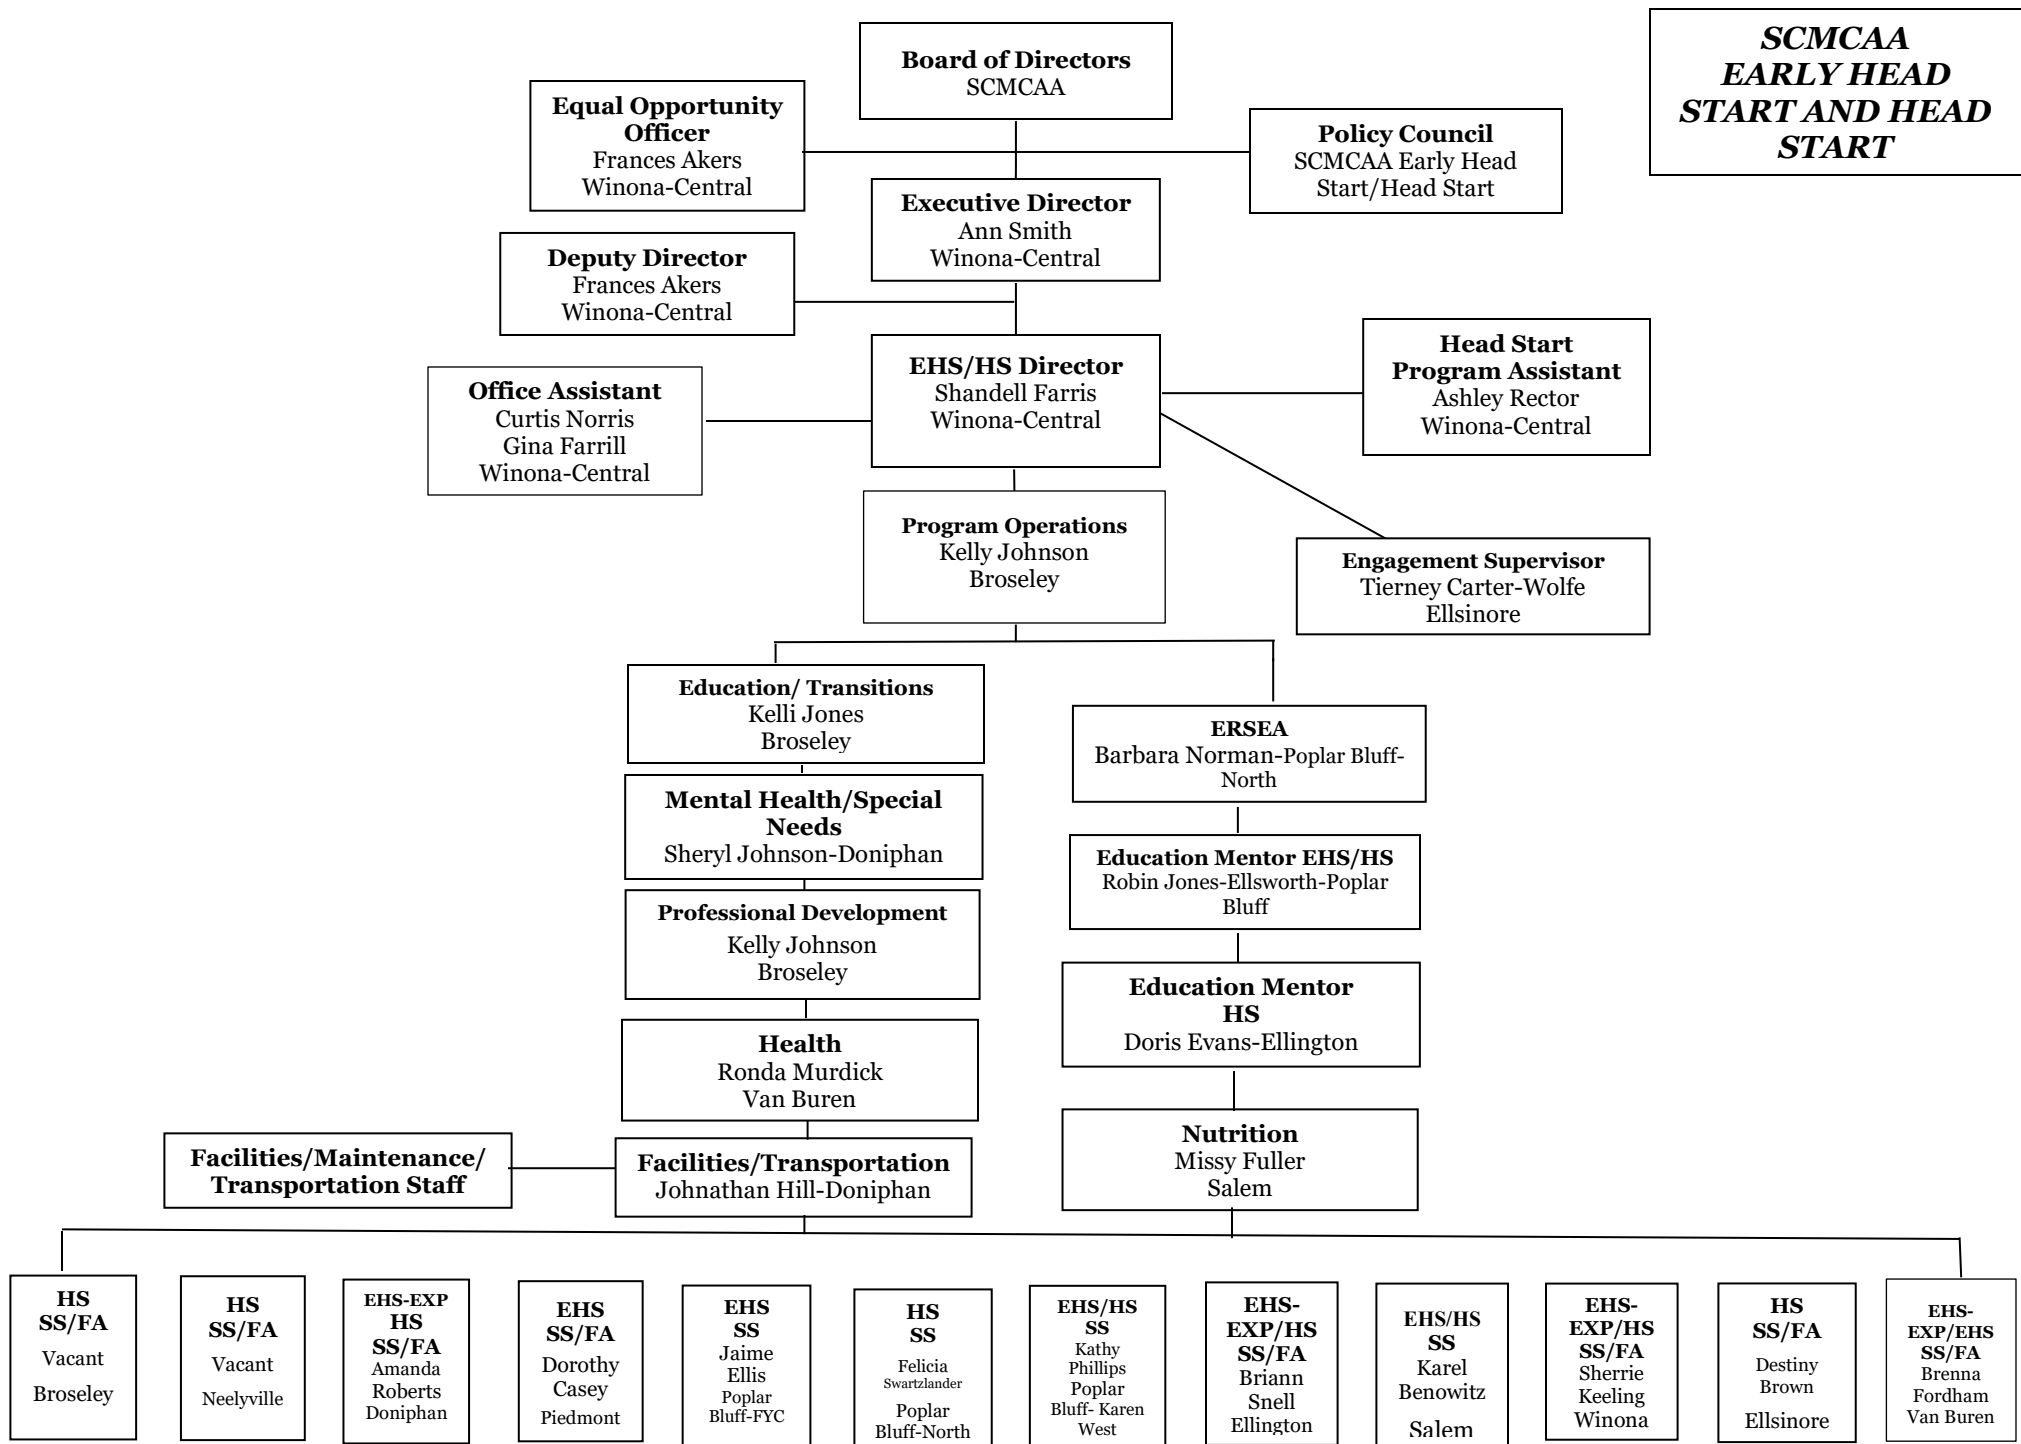 SCMCAA
EARLY HEAD
START AND HEAD
START
Board of Directors
SCMCAA
Equal Opportunity
Officer
Frances Akers
Winona-Central
Policy Council
SCMCAA Early Head
Start/Head Start
Executive Director
Ann Smith
Winona-Central
Deputy Director
Frances Akers
Winona-Central
EHS/HS Director
Shandell Farris
Winona-Central
Head Start
Program Assistant
Ashley Rector
Winona-Central
Office Assistant
Curtis Norris
Gina Farrill
Winona-Central
Program Operations
Kelly Johnson
Broseley
Engagement Supervisor
Tierney Carter-Wolfe
Ellsinore
Education/ Transitions
Kelli Jones
Broseley
ERSEA
Barbara Norman-Poplar Bluff-
North
Mental Health/Special
Needs
Sheryl Johnson-Doniphan
Education Mentor EHS/HS
Robin Jones-Ellsworth-Poplar
Bluff
Professional Development
Kelly Johnson
Broseley
Education Mentor
HS
Doris Evans-Ellington
Health
Ronda Murdick
Van Buren
Nutrition
Missy Fuller
Salem
Facilities/Maintenance/
Transportation Staff
Facilities/Transportation
Johnathan Hill-Doniphan
HS
SS/FA
Vacant
Broseley
HS
SS/FA
Vacant
Neelyville
EHS-EXP
HS
SS/FA
Amanda
Roberts
Doniphan
EHS
SS/FA
Dorothy
Casey
Piedmont
EHS
SS
Jaime
Ellis
Poplar
Bluff-FYC
HS
SS
Felicia
Swartzlander
Poplar
Bluff-North
EHS/HS
SS
Kathy
Phillips
Poplar
Bluff- Karen
West
EHS-
EXP/HS
SS/FA
Briann
Snell
Ellington
EHS/HS
SS
Karel
Benowitz
Salem
EHS-
EXP/HS
SS/FA
Sherrie
Keeling
Winona
HS
SS/FA
Destiny
Brown
Ellsinore
EHS-
EXP/EHS
SS/FA
Brenna
Fordham
Van Buren